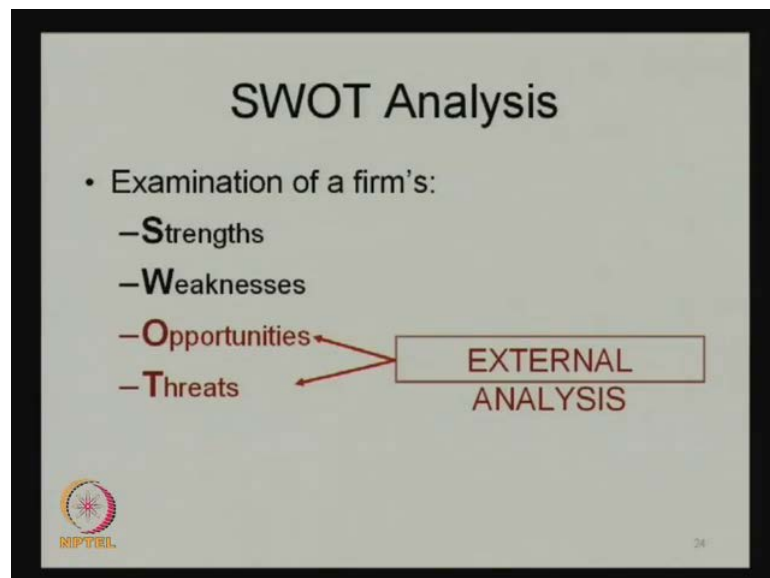 SWOT Analysis
• Examination of a firm's:
–Strengths
–Weaknesses
–Opportunities
–Threats
EXTERNAL
ANALYSIS
NPTEL
24